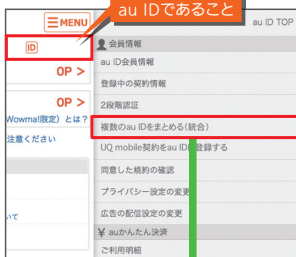 au IDであること
au ID TOP
MENU
ID
0P >
0P >
Wowma!限定）とは？
注意ください
いて
会員情報
au ID会員情報
登録中の契約情報
2段階認証
複数のau IDをまとめる(統合)
UQ mobile契約をau ID 登録する
同意した規約の確認
プライバシー設定の変更
広告の配信設定の変更
¥ auかんたん決済
ご利用明細